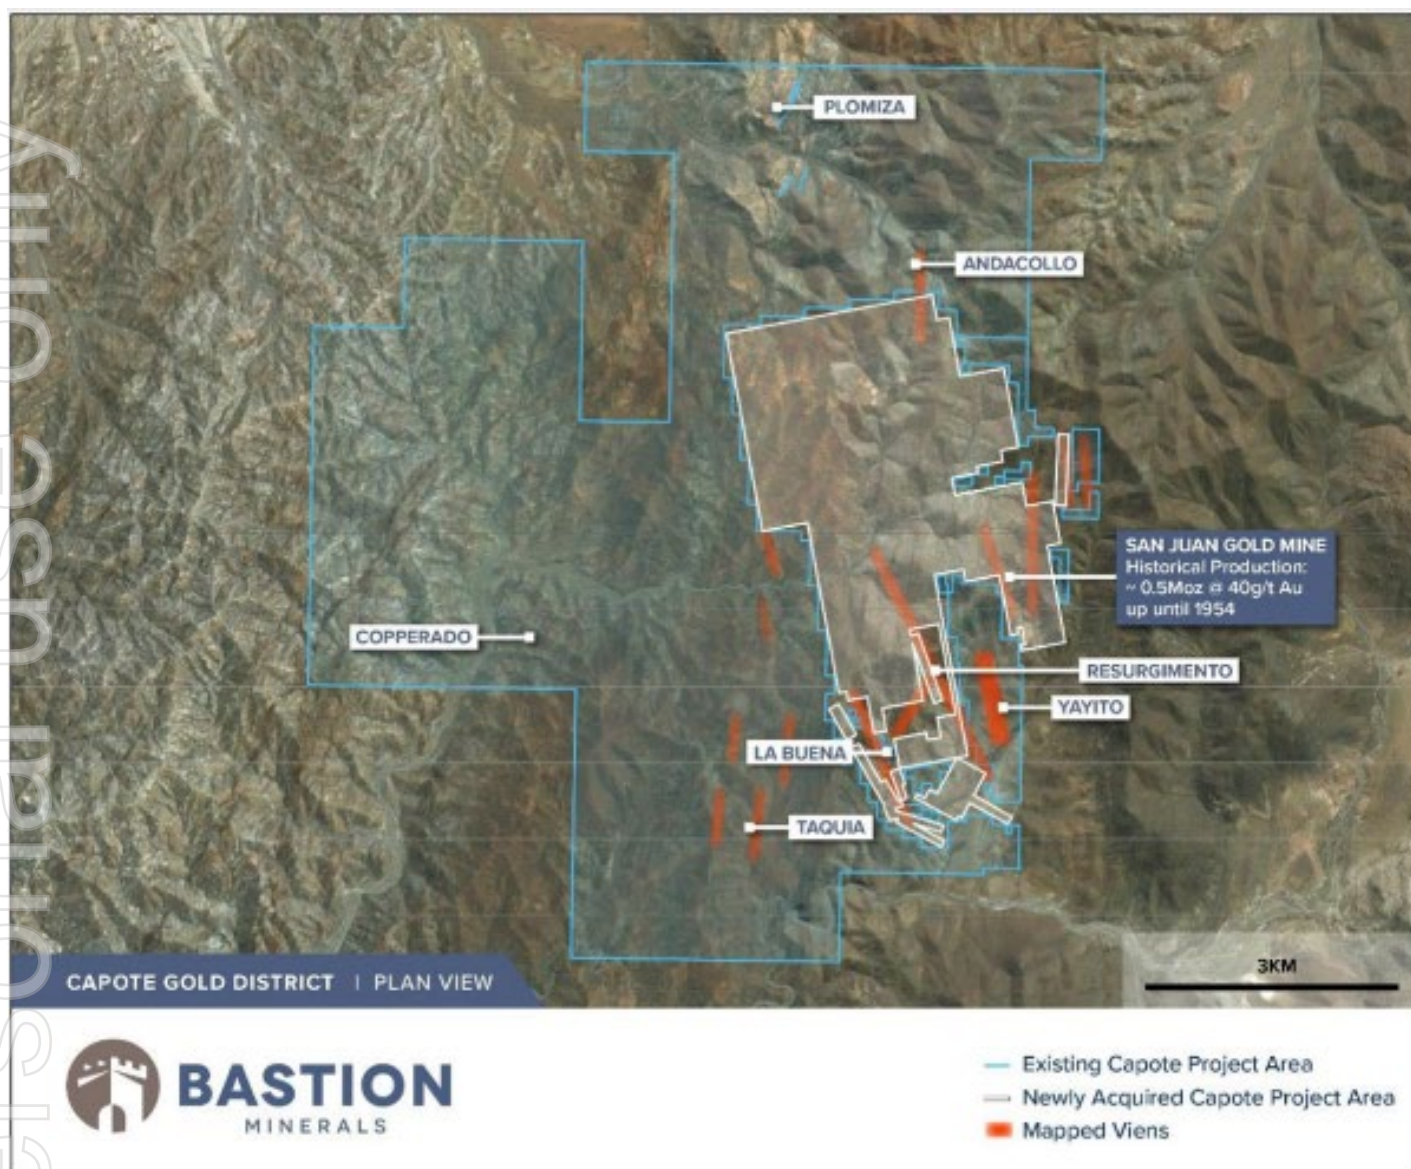 PLOMIZA
ANDACOLLO
SAN JUAN GOLD MINE
Historical Production:
~ 0.5Moz @ 40g/t Au
up until 1954
COPPERADO
RESURGIMENTO
YAYITO
LA BUENA
TAQUIA
3KM
CAPOTE GOLD DISTRICT | PLAN VIEW
BASTION
MINERALS
Existing Capote Project Area
Newly Acquired Capote Project Area
Mapped Viens